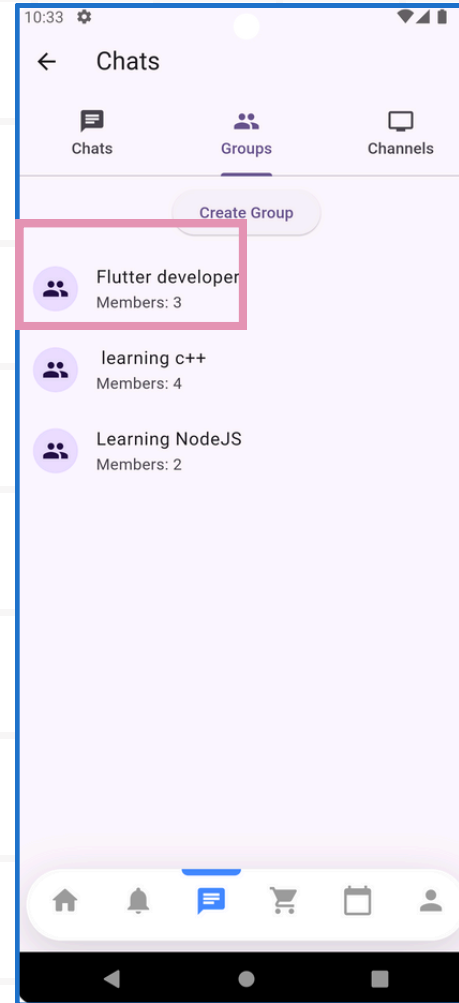 10:33
Chats
Chats Groups Channels
Create Group
Flutter developer
Members: 3
learning c++
Members: 4
Learning NodeJS
Members: 2